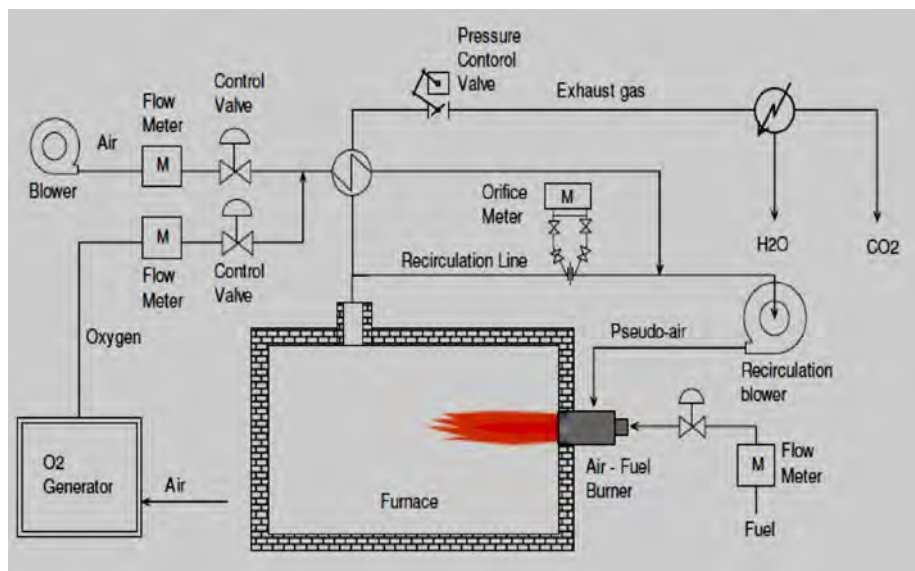 Pressure
Contorol
Valve
Exhaust gas
Control
Valve
Flow
Meter
Air
M
Blower
Orifice
Meter
M
H2O
CO2
M
Recirculation Line
Flow
Meter
Control
Valve
Oxygen
Pseudo-air
Recirculation
blower
O2
Generator
Air
Furnace
Air - Fuel
Burner
M
Flow
Meter
Fuel